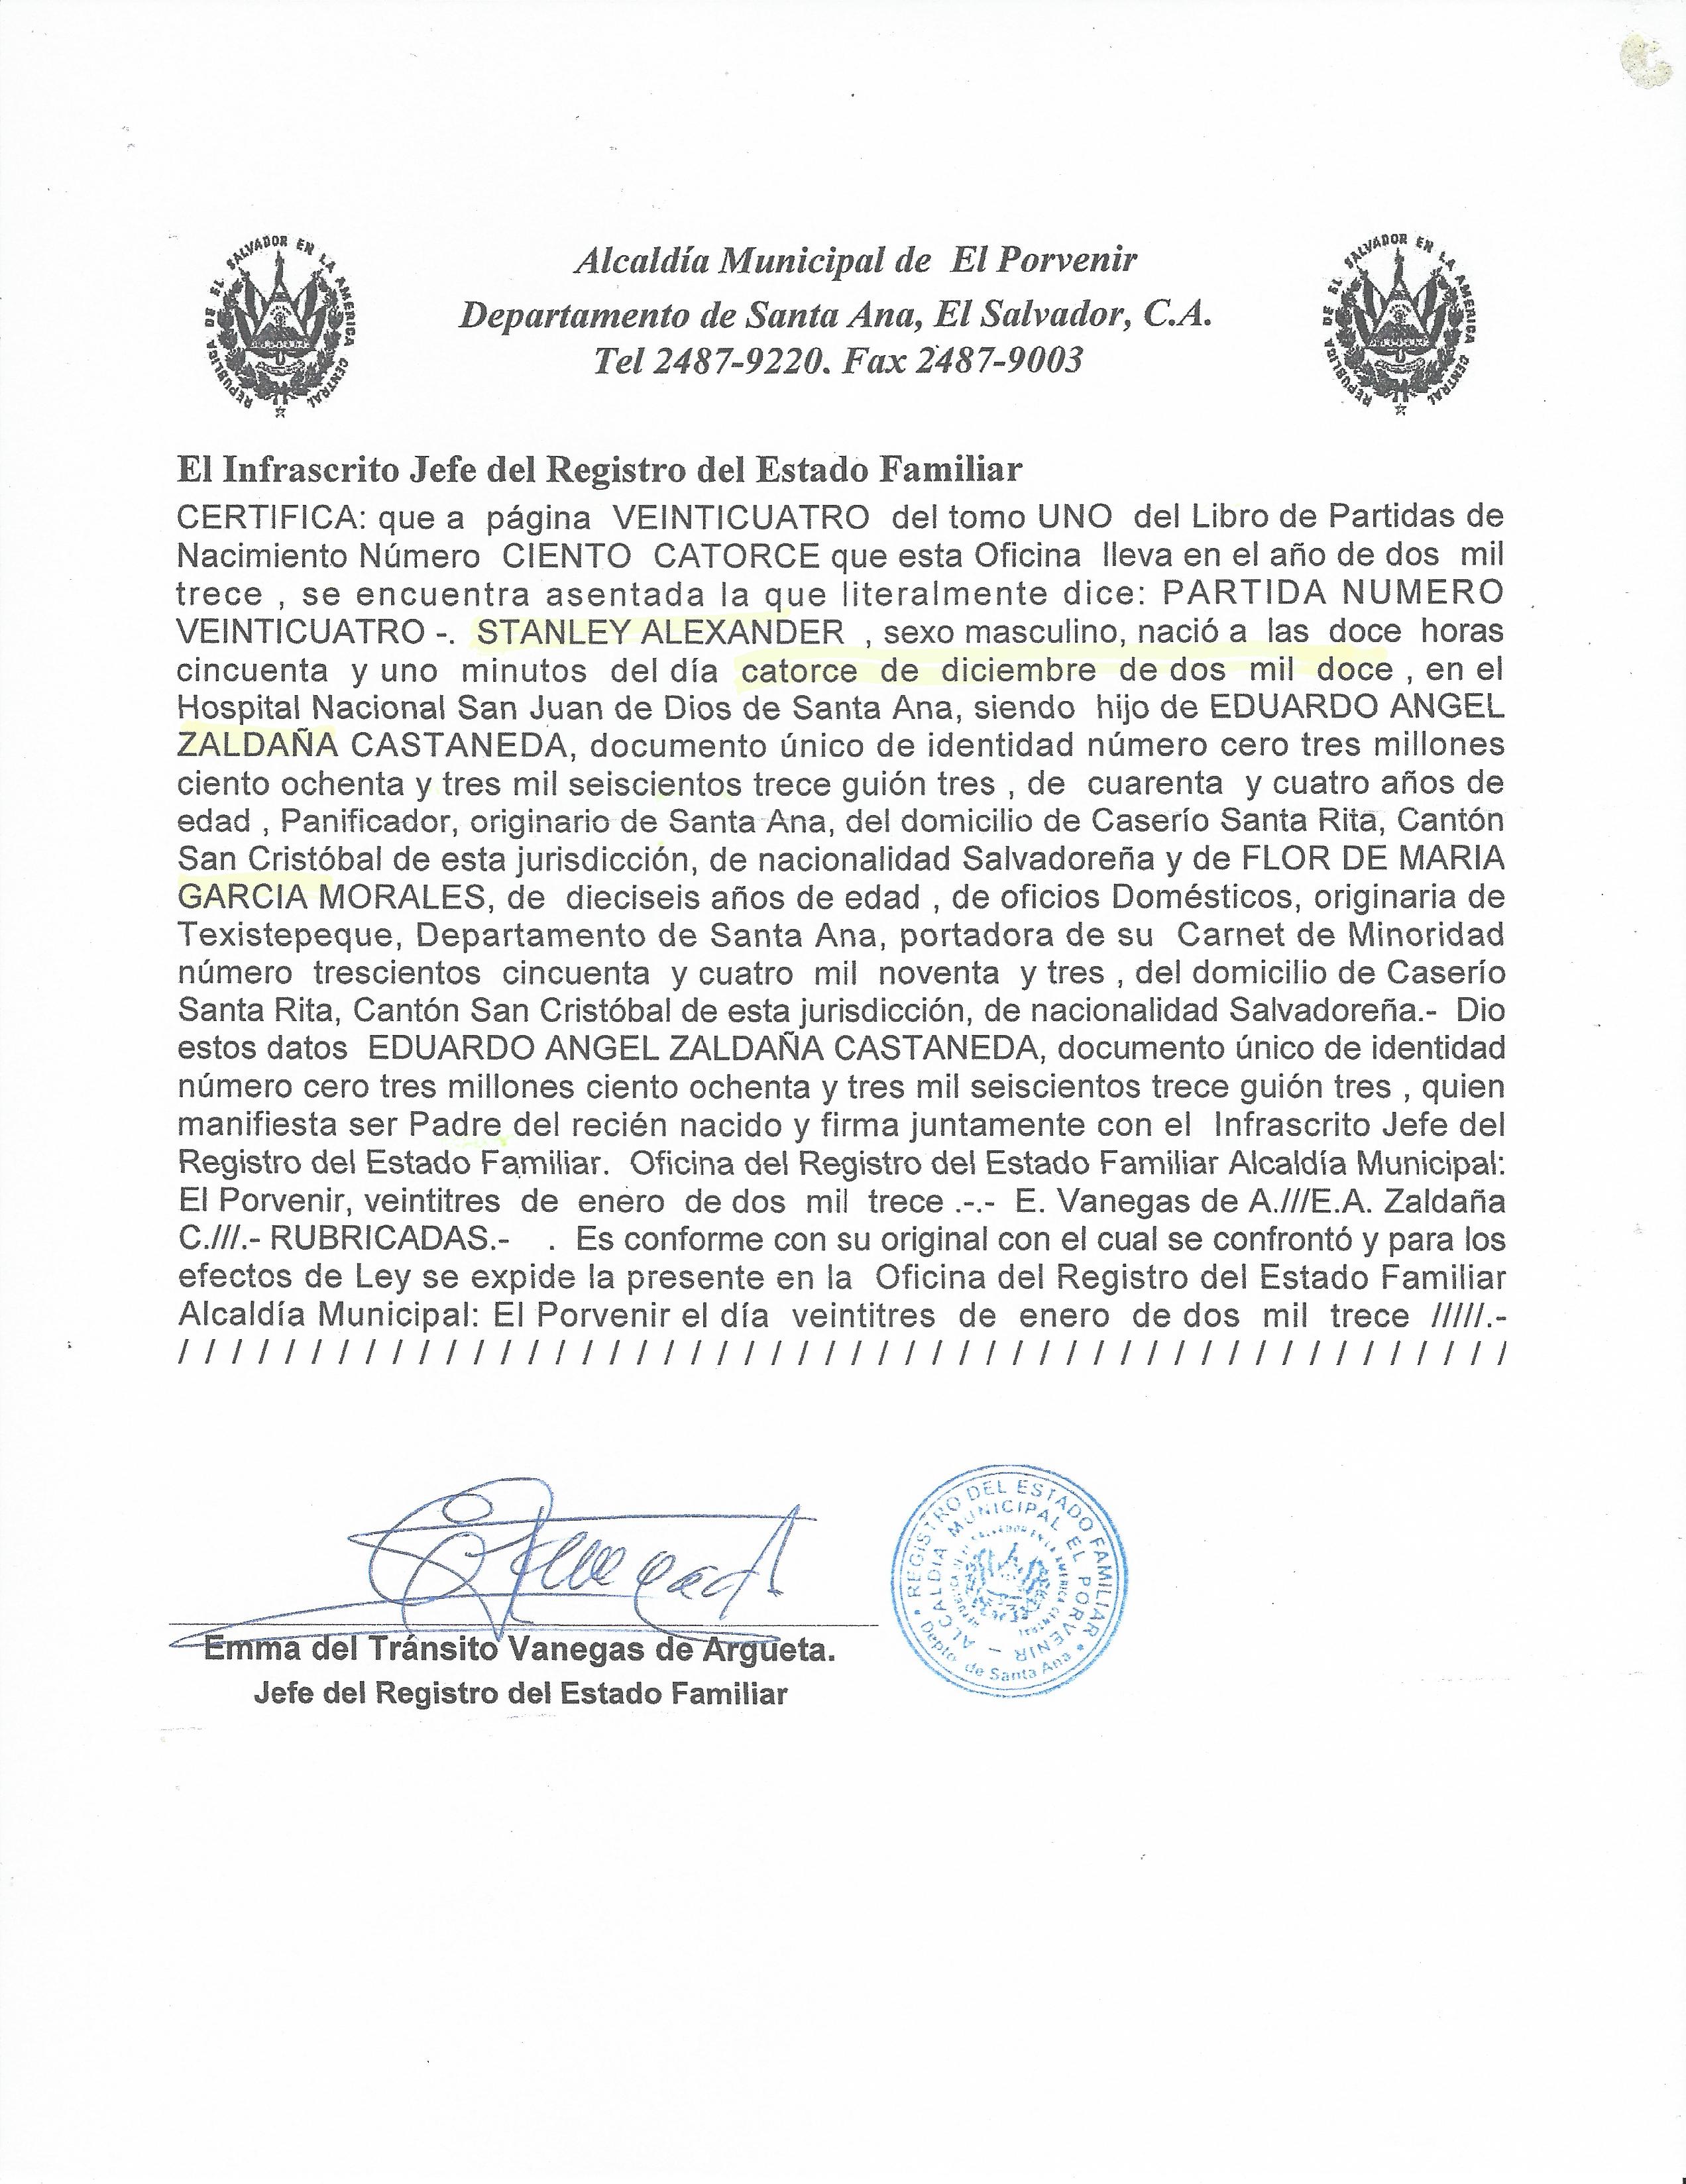 REPUBLICA DE EL SALVADOR EN LA AMERICA CENTRAL
Alcaldía Municipal de El Porvenir
Departamento de Santa Ana, El Salvador, C.A.
Tel 2487-9220. Fax 2487-9003
REPUBLICA DE EL SALVADOR EN LA AMERICA CENTRAL
El Infrascrito Jefe del Registro del Estado Familiar
CERTIFICA: que a página VEINTICUATRO del tomo UNO del Libro de Partidas de
Nacimiento Número CIENTO CATORCE que esta Oficina lleva en el año de dos mil
trece , se encuentra asentada la que literalmente dice: PARTIDA NUMERO
VEINTICUATRO -. STANLEY ALEXANDER , sexo masculino, nació a las doce horas
cincuenta y uno minutos del día catorce de diciembre de dos mil doce , en el
Hospital Nacional San Juan de Dios de Santa Ana, siendo hijo de EDUARDO ANGEL
ZALDAÑA CASTANEDA, documento único de identidad número cero tres millones
ciento ochenta y tres mil seiscientos trece guión tres , de cuarenta y cuatro años de
edad , Panificador, originario de Santa Ana, del domicilio de Caserío Santa Rita, Cantón
San Cristóbal de esta jurisdicción, de nacionalidad Salvadoreña y de FLOR DE MARIA
GARCIA MORALES, de dieciseis años de edad , de oficios Domésticos, originaria de
Texistepeque, Departamento de Santa Ana, portadora de su Carnet de Minoridad
número trescientos cincuenta y cuatro mil noventa y tres , del domicilio de Caserío
Santa Rita, Cantón San Cristóbal de esta jurisdicción, de nacionalidad Salvadoreña.- Dio
estos datos EDUARDO ANGEL ZALDAÑA CASTANEDA, documento único de identidad
número cero tres millones ciento ochenta y tres mil seiscientos trece guión tres , quien
manifiesta ser Padre del recién nacido y firma juntamente con el Infrascrito Jefe del
Registro del Estado Familiar. Oficina del Registro del Estado Familiar Alcaldía Municipal:
El Porvenir, veintitres de enero de dos mil trece .-.- E. Vanegas de A.///E.A. Zaldaña
C.///.- RUBRICADAS.- . Es conforme con su original con el cual se confrontó y para los
efectos de Ley se expide la presente en la Oficina del Registro del Estado Familiar
Alcaldía Municipal: El Porvenir el día veintitres de enero de dos mil trece /////.-
/ / / / / / / / / / / / / / / / / / / / / / / / / / / / / / / / / / / / / / / / / / / / / / / / / /
Emma del Tránsito Vanegas de Argueta.
Jefe del Registro del Estado Familiar
REGISTRO DEL ESTADO FAMILIAR
ALCALDIA MUNICIPAL EL PORVENIR
Depto. de Santa Ana